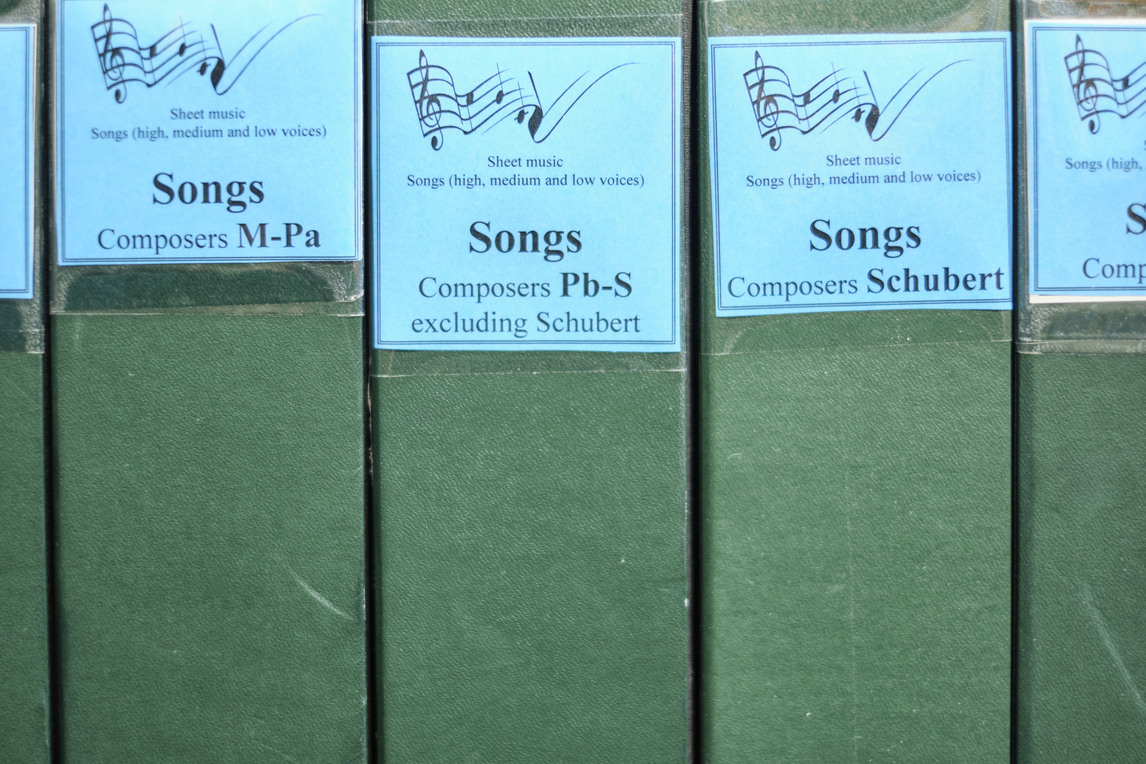 Sheet music
Songs (high, medium and low voices)
Songs
Composers M-Pa
Sheet music
Songs (high, medium and low voices)
Songs
Composers Pb-S
excluding Schubert
Sheet music
Songs (high, medium and low voices)
Songs
Composers Schubert
Songs (high,